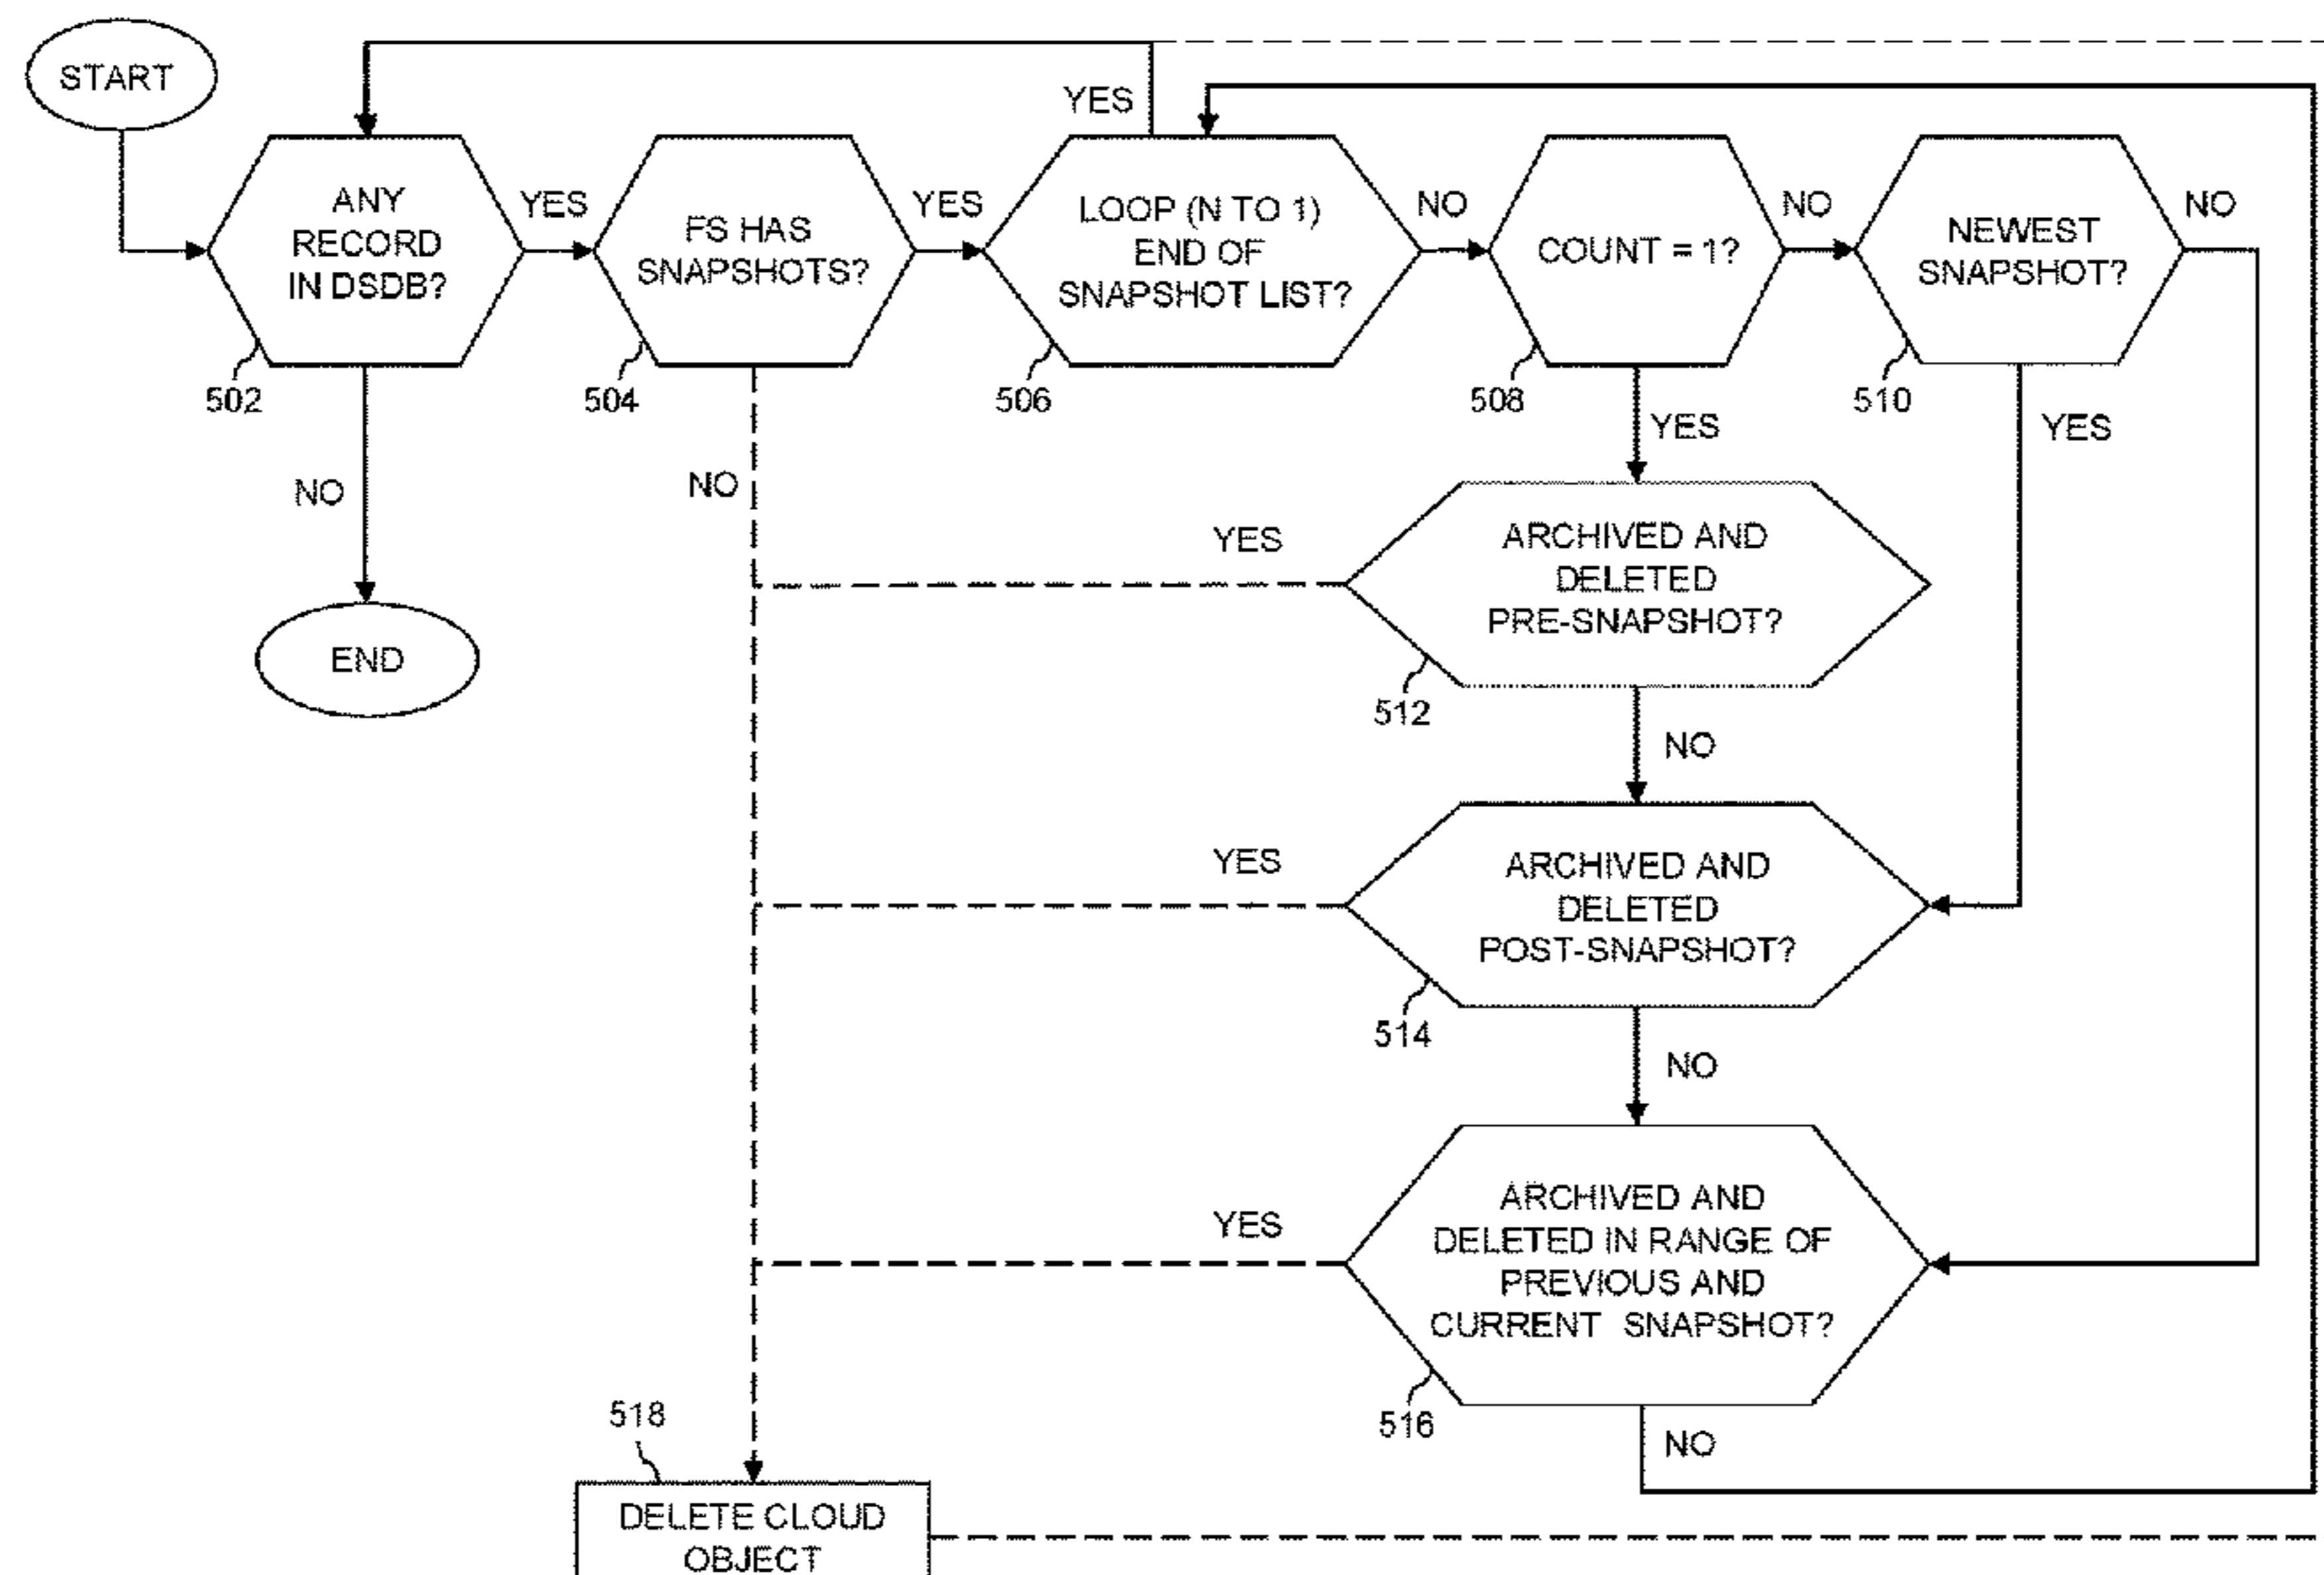 START
ANY
RECORD
IN DSDB?
502
YES
NO
END
FS HAS
SNAPSHOTS?
504
YES
NO
LOOP (N TO 1)
END OF
SNAPSHOT LIST?
506
YES
NO
COUNT = 1?
508
NO
YES
NEWEST
SNAPSHOT?
510
NO
YES
ARCHIVED AND
DELETED
PRE-SNAPSHOT?
512
YES
NO
ARCHIVED AND
DELETED
POST-SNAPSHOT?
514
YES
NO
ARCHIVED AND
DELETED IN RANGE OF
PREVIOUS AND
CURRENT SNAPSHOT?
516
YES
NO
518
DELETE CLOUD
OBJECT